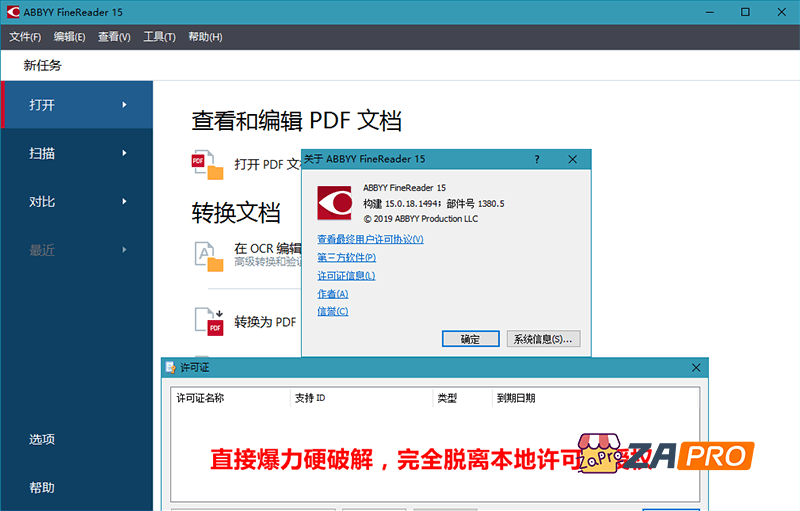 ABBYY FineReader 15
文件(F) 编辑(E) 查看(V) 工具(T) 帮助(H)
新任务
打开
扫描
对比
最近
选项
帮助
查看和编辑 PDF 文档
打开 PDF 文
转换文档
在 OCR 编辑
高级转换和验
转换为 PDF
关于 ABBYY FineReader 15
?
ABBYY FineReader 15
构建 15.0.18.1494; 部件号 1380.5
© 2019 ABBYY Production LLC
查看最终用户许可协议(V)
第三方软件(P)
许可证信息(L)
作者(A)
信誉(C)
确定 系统信息(S)...
许可证
许可证名称 支持 ID 类型 到期日期
直接爆力硬破解，完全脱离本地许可
ZaPro
ZAPRO